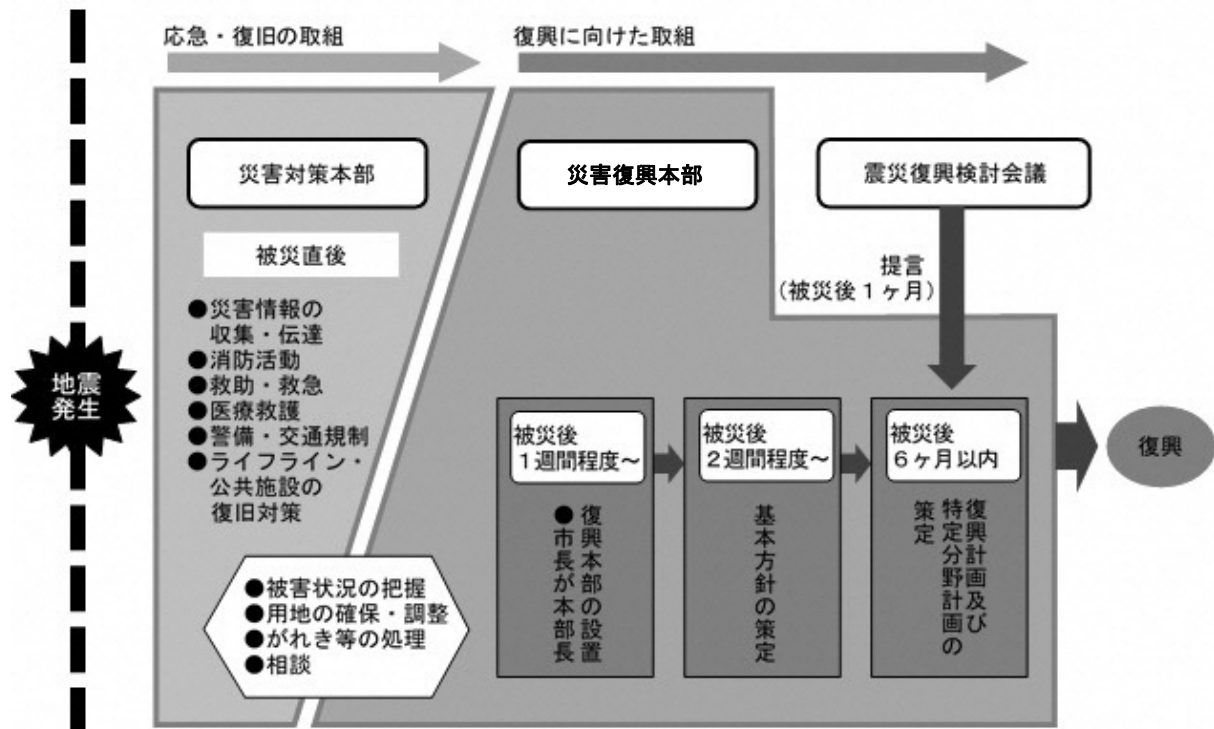 応急・復旧の取組
復興に向けた取組
地震
発生
災害対策本部
被災直後
●災害情報の
収集・伝達
●消防活動
●救助・救急
●医療救護
●警備・交通規制
●ライフライン・
公共施設の
復旧対策
●被害状況の把握
●用地の確保・調整
●がれき等の処理
●相談
災害復興本部
震災復興検討会議
提言
(被災後1ヶ月)
被災後
1週間程度～
復興本部の設置
●市長が本部長
被災後
2週間程度～
基本方針の策定
被災後
6ヶ月以内
復興計画及び
特定分野計画の
策定
復興